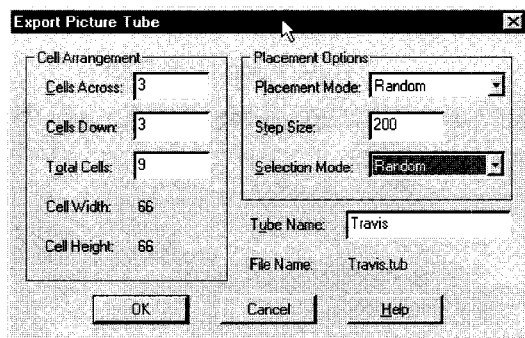 Export Picture Tube
Cell Arrangement
Cells Across: 3
Cells Down: 3
Total Cells: 9
Cell Width: 66
Cell Height: 66
Placement Options
Placement Mode: Random
Step Size: 200
Selection Mode: Random
Tube Name: Travis
File Name: Travis.tub
OK Cancel Help